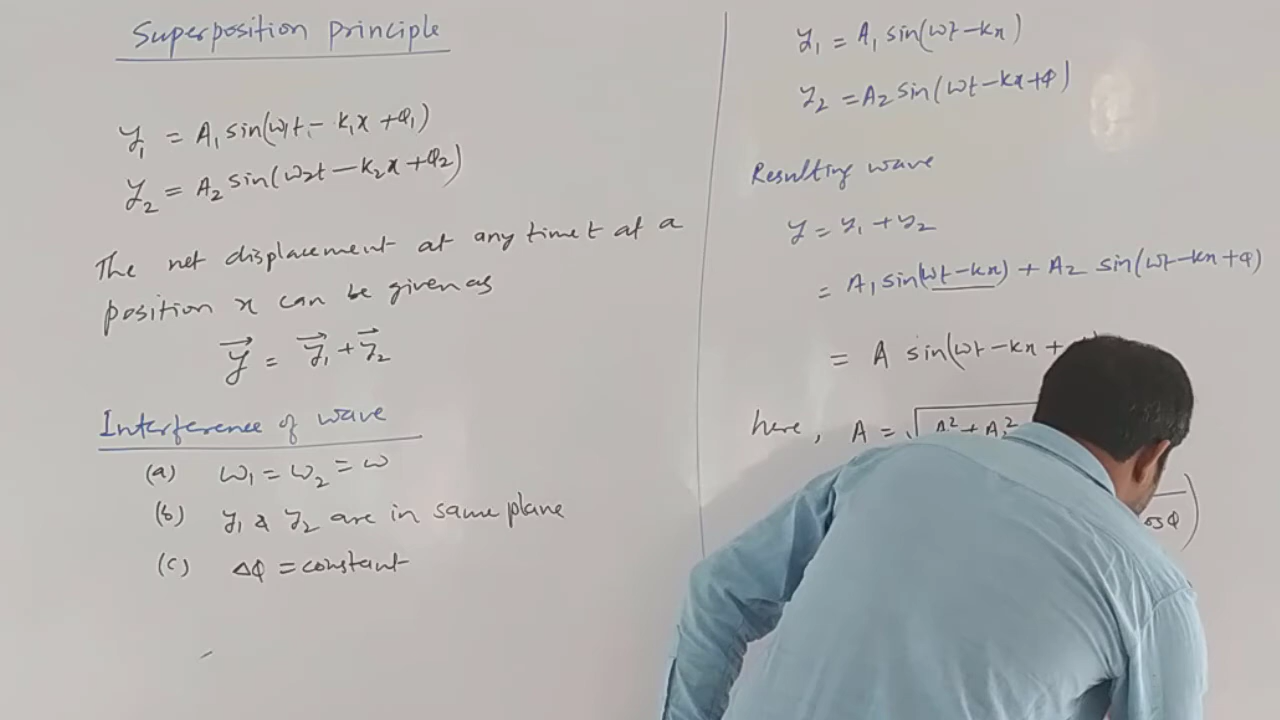 Superposition principle
y₁ = A₁ sin(ω₁t - k₁x + φ₁)
y₂ = A₂ sin(ω₂t - k₂x + φ₂)
The net displacement at any time t at a
position x can be given as
y⃗ = y⃗₁ + y⃗₂
Interference of wave
(a) ω₁ = ω₂ = ω
(b) y₁ & y₂ are in same plane
(c) Δφ = constant
y₁ = A₁ sin(ωt - kx)
y₂ = A₂ sin(ωt - kx + φ)
Resulting wave
y = y₁ + y₂
= A₁ sin(ωt - kx) + A₂ sin(ωt - kx + φ)
= A sin(ωt - kx +
here, A = √
osφ)